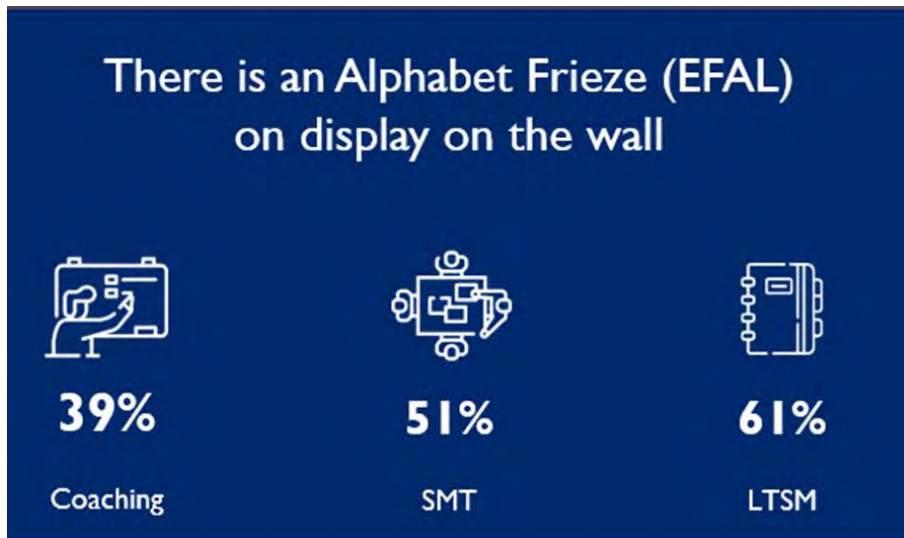 There is an Alphabet Frieze (EFAL)
on display on the wall
39% 51% 61%
Coaching SMT LTSM